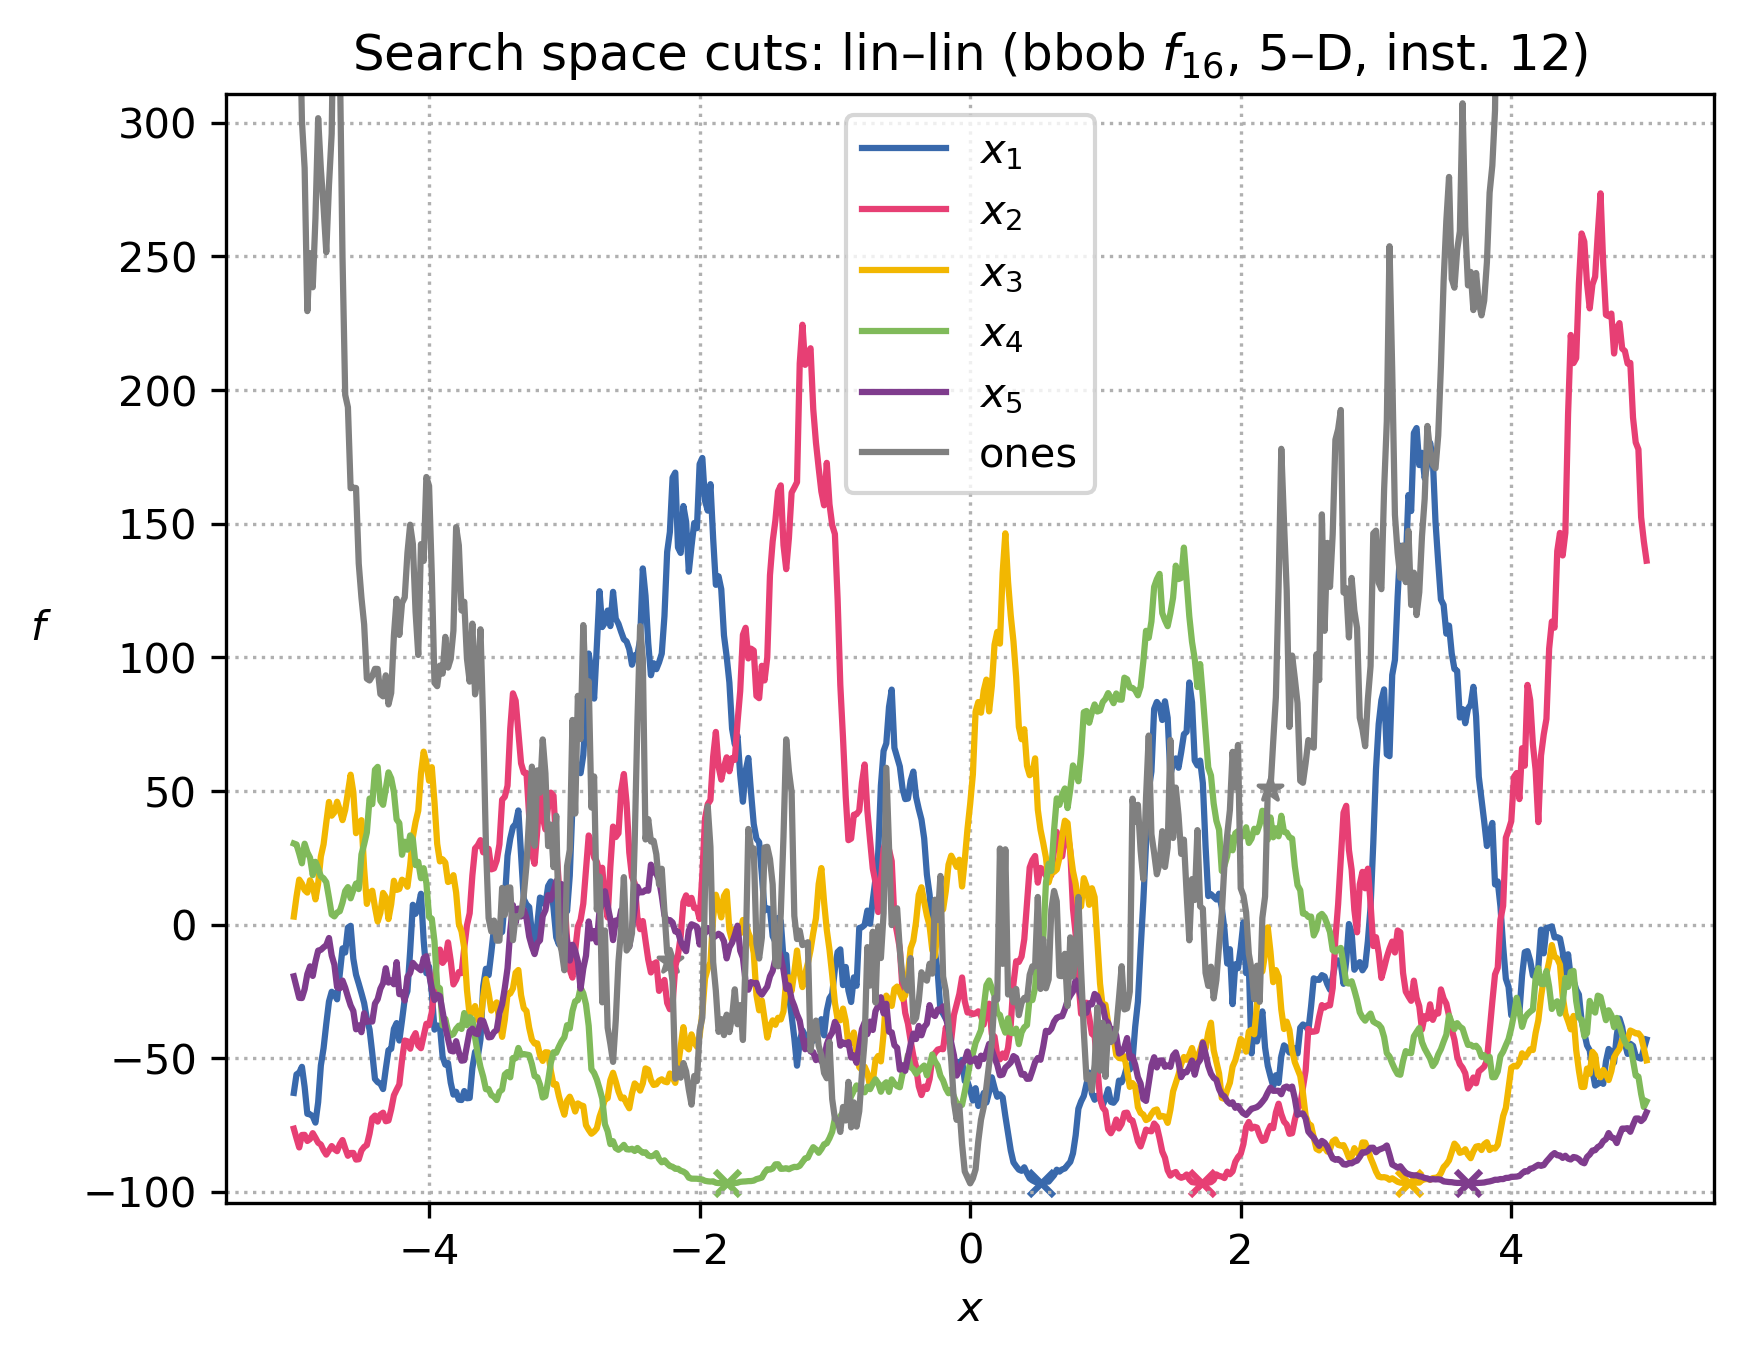 Search space cuts: lin–lin (bbob f16, 5–D, inst. 12)
300
250
200
150
100
50
0
−50
−100
f
x1
x2
x3
x4
x5
ones
−4
−2
0
2
4
x